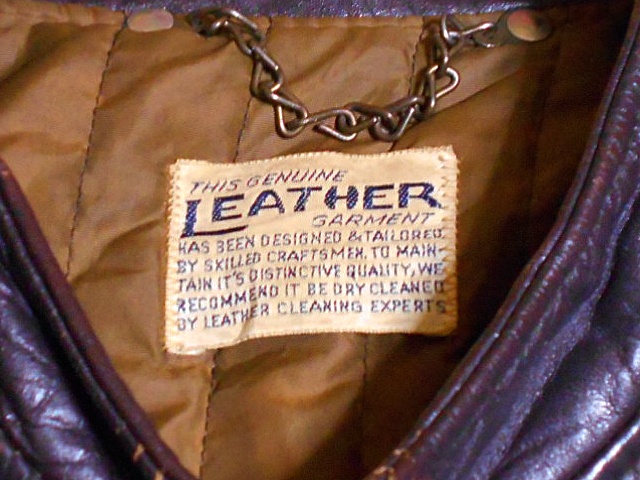 THIS GENUINE
LEATHER
GARMENT
HAS BEEN DESIGNED & TAILORED,
BY SKILLED CRAFTSMEN, TO MAIN-
TAIN IT'S DISTINCTIVE QUALITY, WE
RECOMMEND IT BE DRY CLEANED
BY LEATHER CLEANING EXPERTS